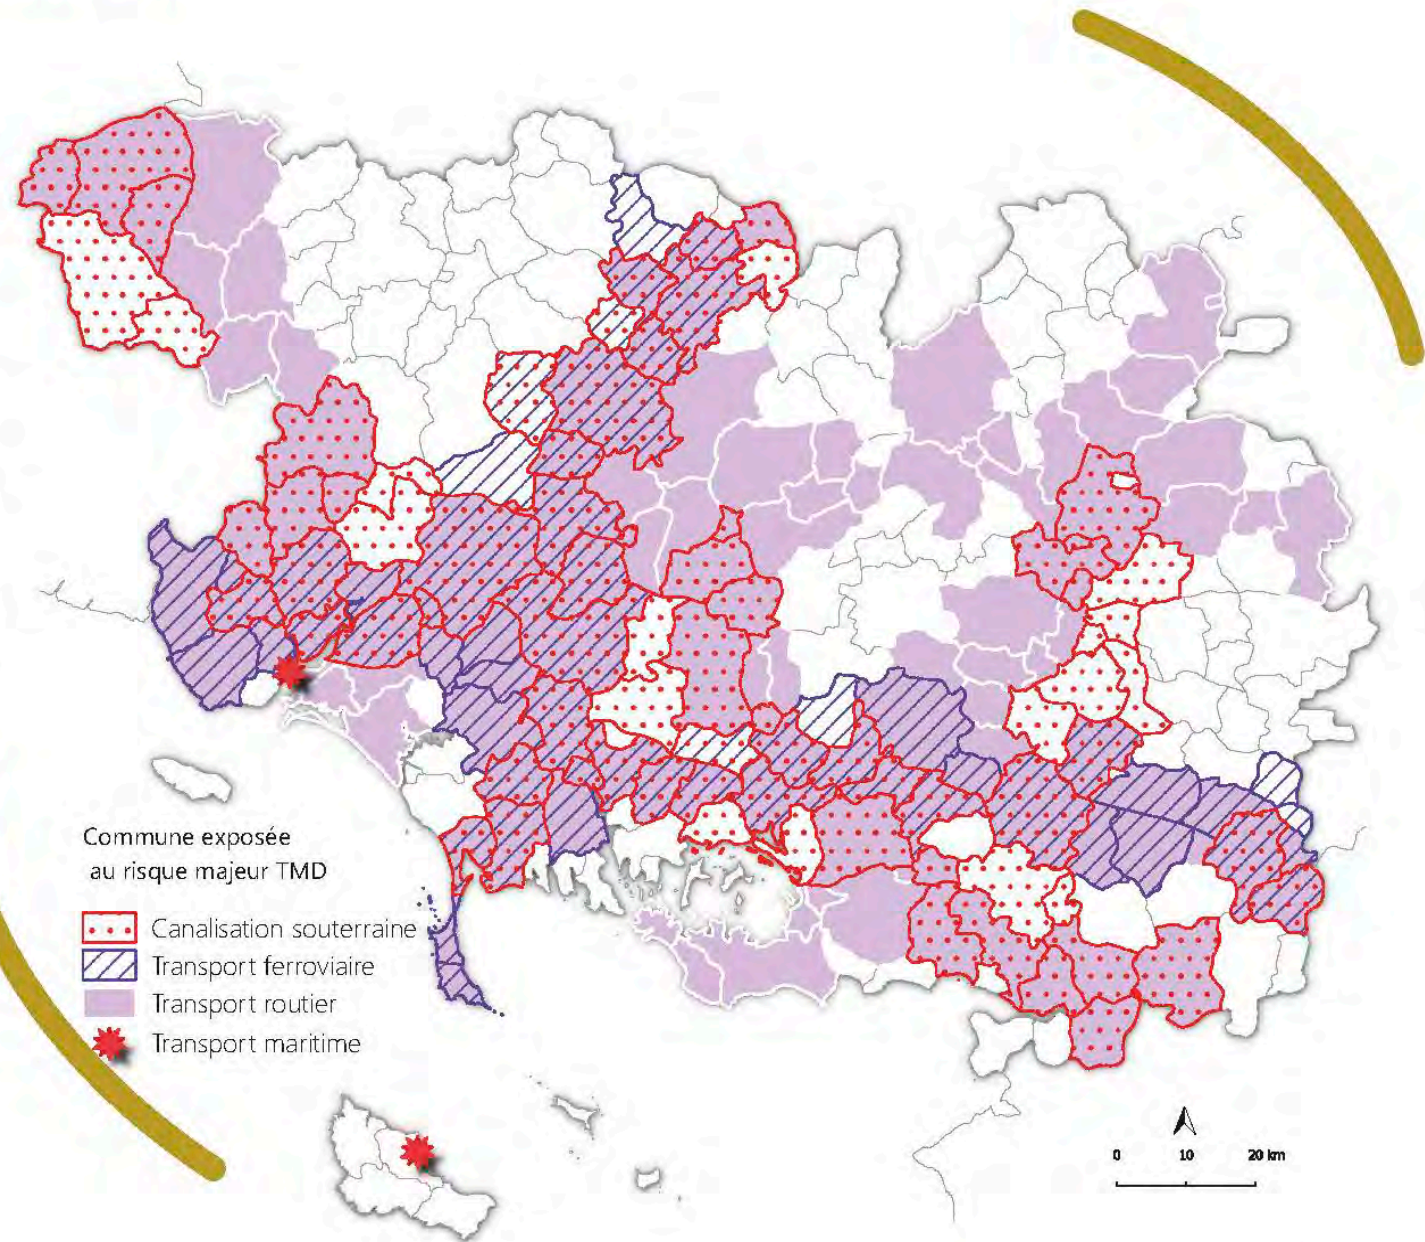 Commune exposée
au risque majeur TMD
Canalisation souterraine
Transport ferroviaire
Transport routier
Transport maritime
0 10 20 km